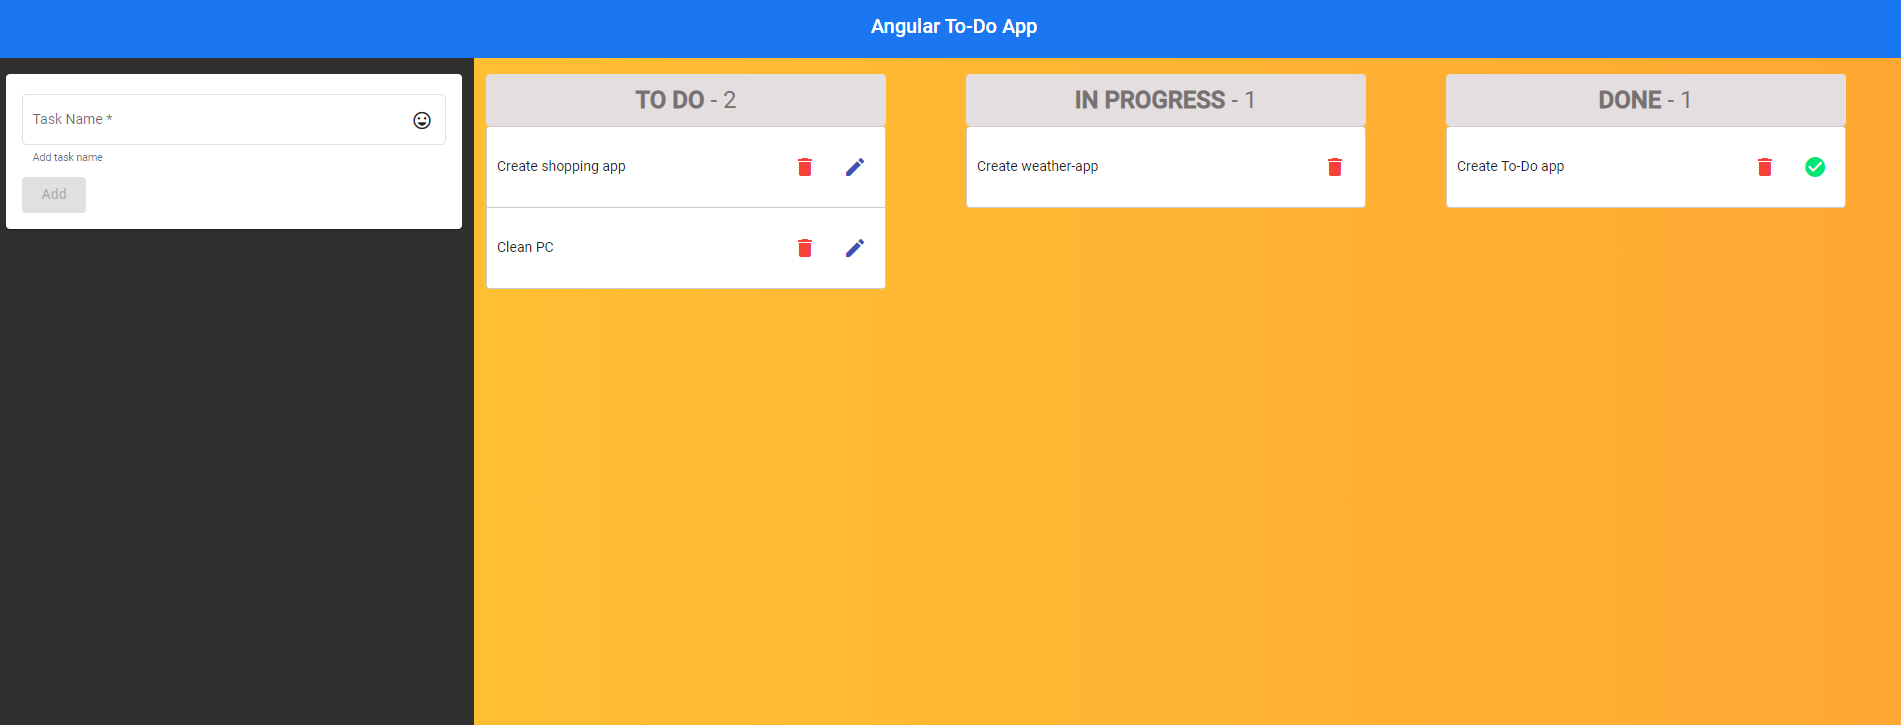 Angular To-Do App
Task Name *
Add task name
Add
TO DO - 2
Create shopping app
Clean PC
IN PROGRESS - 1
Create weather-app
DONE - 1
Create To-Do app